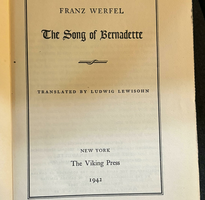 FRANZ WERFEL
The Song of Bernadette
TRANSLATED BY LUDWIG LEWISOHN
NEW YORK
The Viking Press
1942